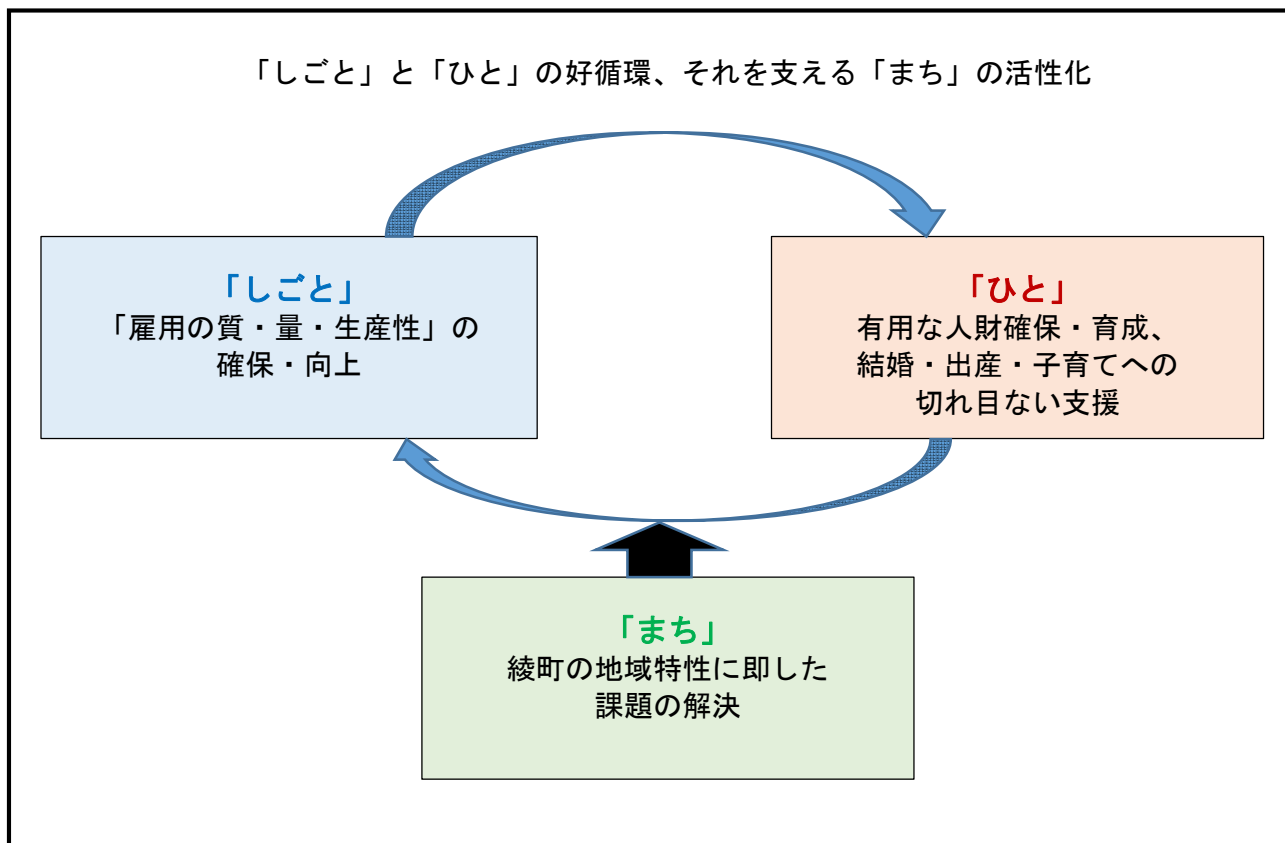 「しごと」と「ひと」の好循環、それを支える「まち」の活性化
「しごと」
「雇用の質・量・生産性」の
確保・向上
「ひと」
有用な人財確保・育成、
結婚・出産・子育てへの
切れ目ない支援
「まち」
綾町の地域特性に即した
課題の解決